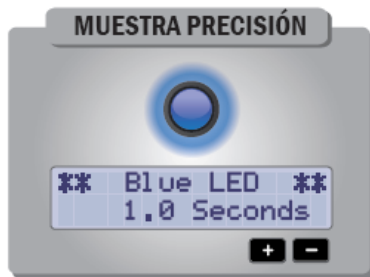 MUESTRA PRECISIÓN
** Blue LED **
1.0 Seconds
+ -